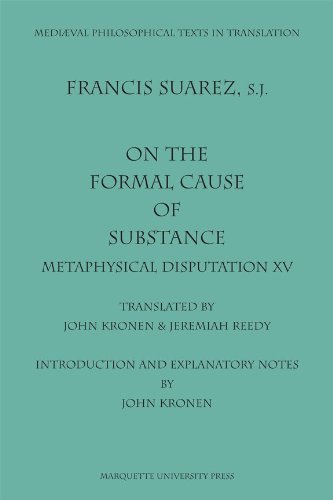 MEDIÆVAL PHILOSOPHICAL TEXTS IN TRANSLATION
FRANCIS SUAREZ, S.J.
ON THE
FORMAL CAUSE
OF
SUBSTANCE
METAPHYSICAL DISPUTATION XV
TRANSLATED BY
JOHN KRONEN & JEREMIAH REEDY
INTRODUCTION AND EXPLANATORY NOTES
BY
JOHN KRONEN
MARQUETTE UNIVERSITY PRESS